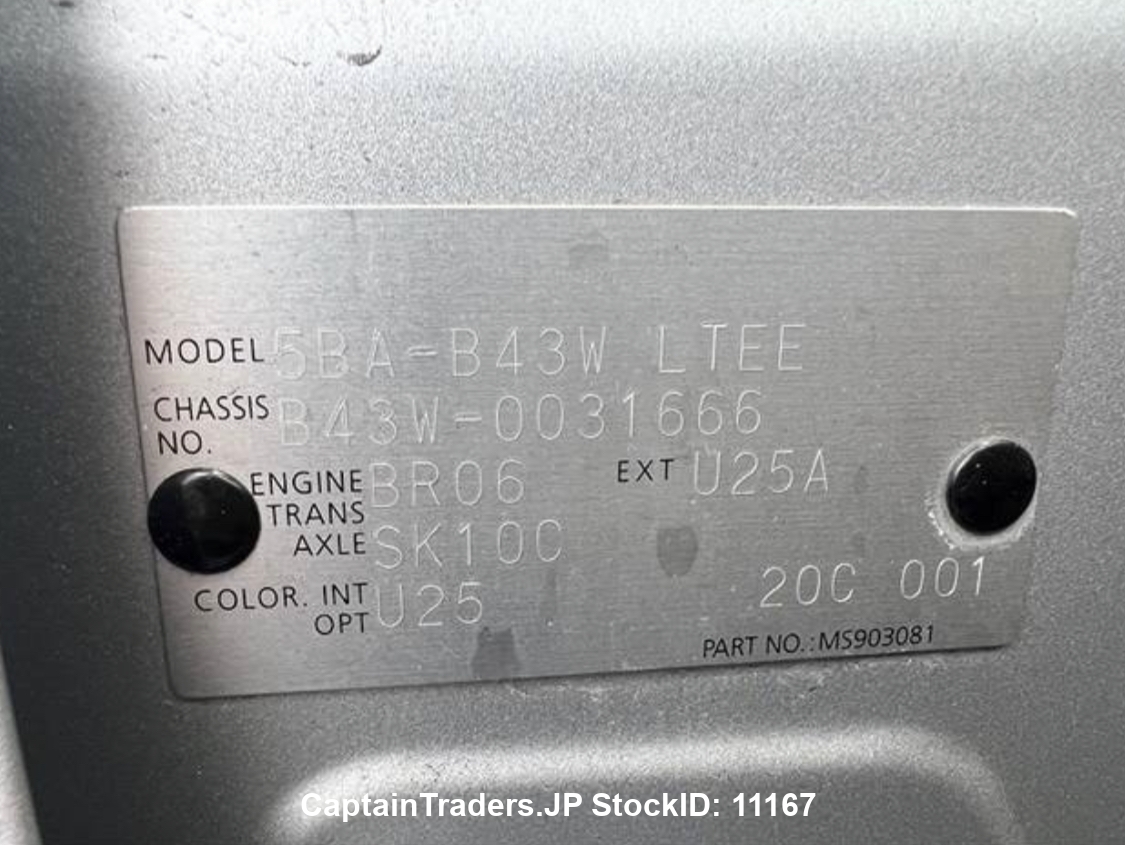 MODEL 5BA-B43W LTEE
CHASSIS NO. B43W-0031666
ENGINE BR06 EXT U25A
TRANS AXLE SK10C
COLOR. INT U25 20C 001
OPT
PART NO.:MS903081
CaptainTraders.JP StockID: 11167